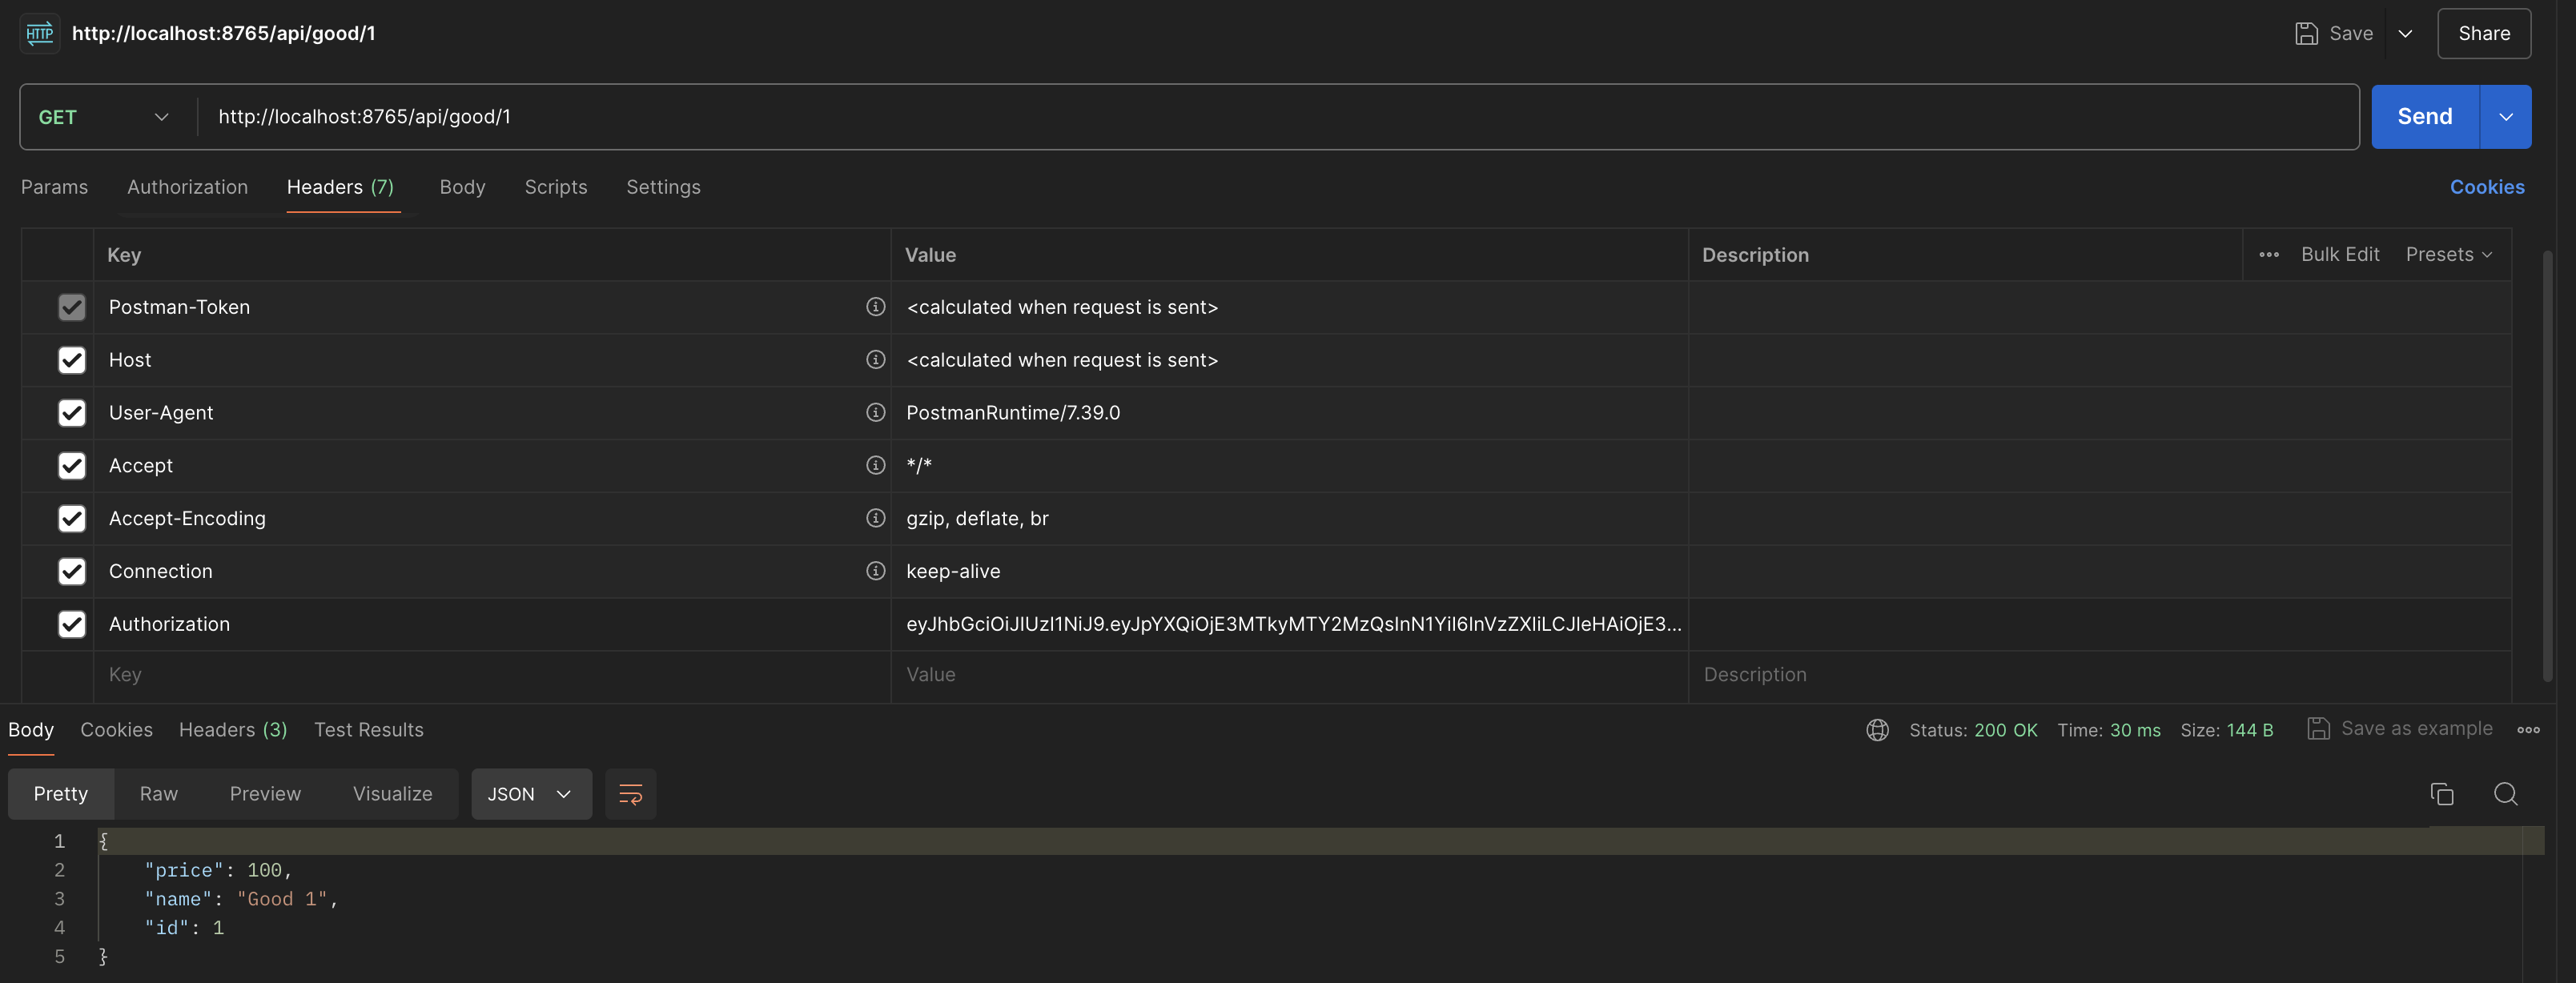 HTTP http://localhost:8765/api/good/1 Save Share
GET http://localhost:8765/api/good/1 Send
Params Authorization Headers (7) Body Scripts Settings Cookies
Key Value Description Bulk Edit Presets
Postman-Token <calculated when request is sent>
Host <calculated when request is sent>
User-Agent PostmanRuntime/7.39.0
Accept */*
Accept-Encoding gzip, deflate, br
Connection keep-alive
Authorization eyJhbGciOiJIUzI1NiJ9.eyJpYXQiOjE3MTkyMTY2MzQsInN1YiI6InVzZXIiLCJleHAiOjE3...
Key Value Description
Body Cookies Headers (3) Test Results Status: 200 OK Time: 30 ms Size: 144 B Save as example
Pretty Raw Preview Visualize JSON
1 {
2 "price": 100,
3 "name": "Good 1",
4 "id": 1
5 }